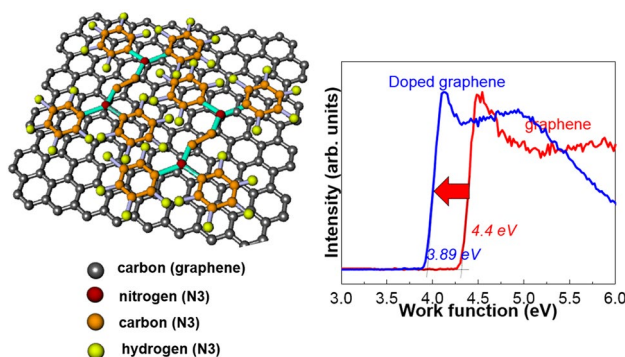 carbon (graphene)
nitrogen (N3)
carbon (N3)
hydrogen (N3)
Doped graphene
graphene
4.4 eV
3.89 eV
Intensity (arb. units)
3.0 3.5 4.0 4.5 5.0 5.5 6.0
Work function (eV)